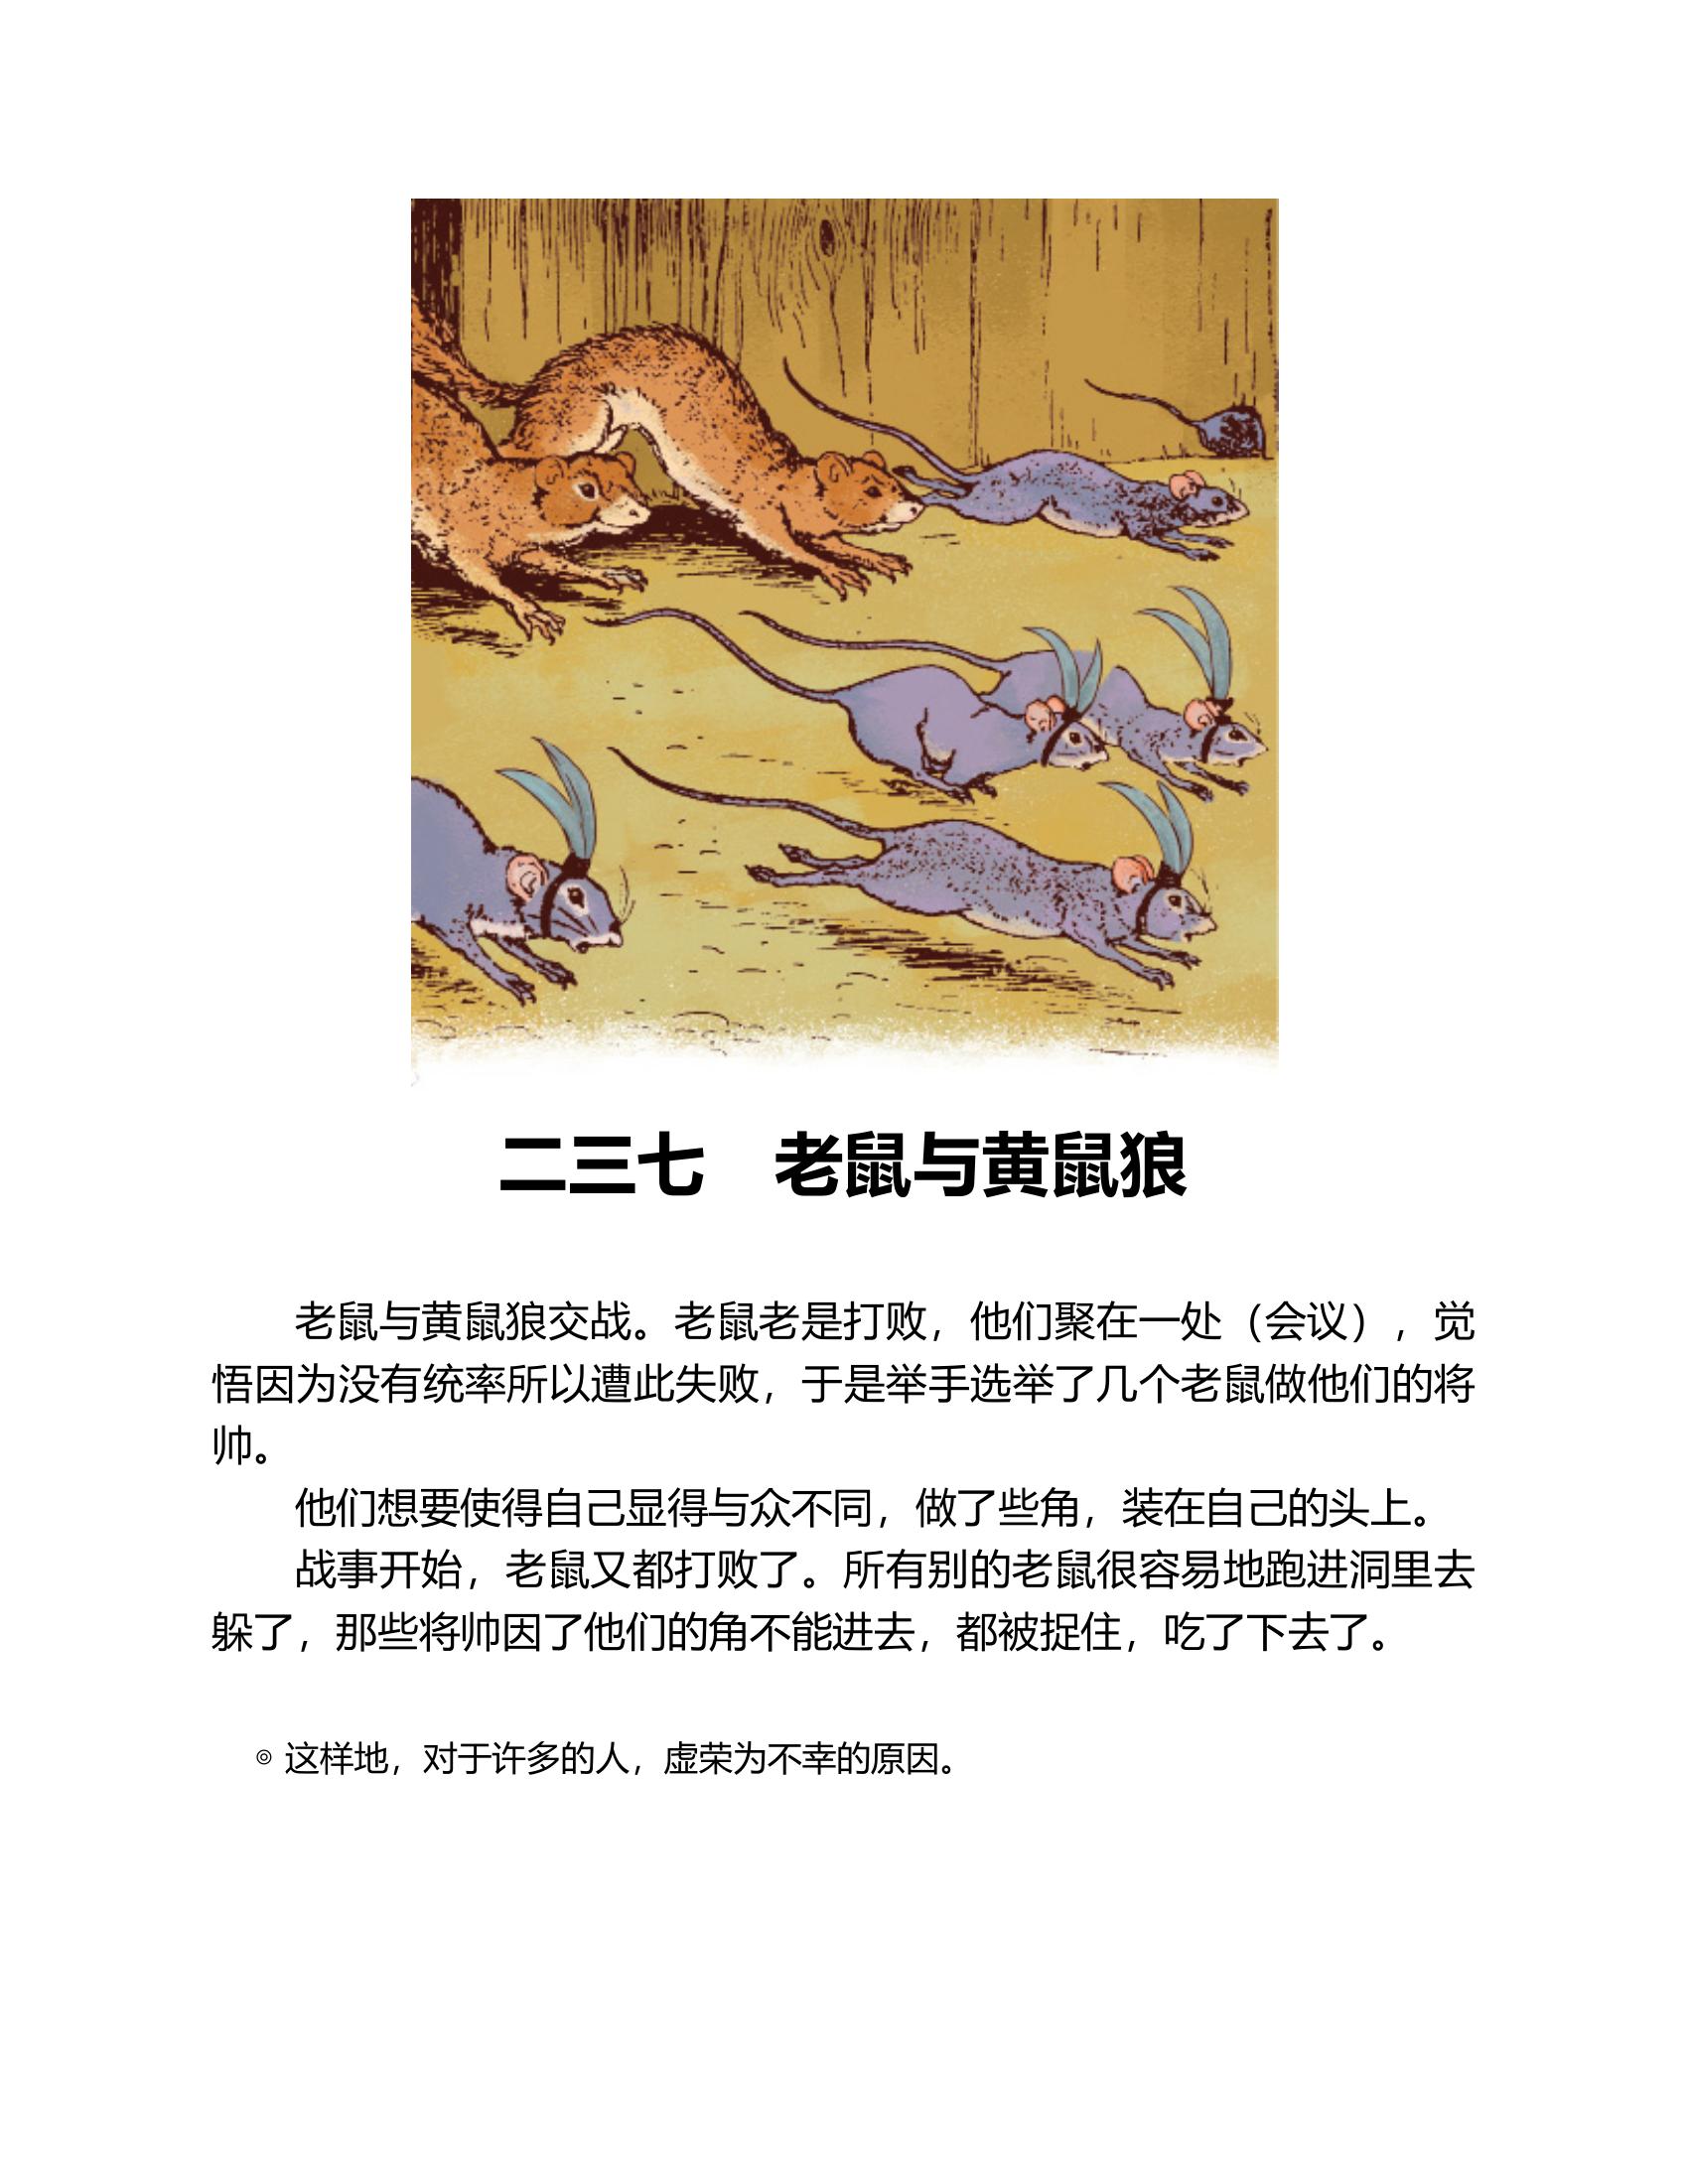 二三七　老鼠与黄鼠狼
老鼠与黄鼠狼交战。老鼠老是打败，他们聚在一处（会议），觉
悟因为没有统率所以遭此失败，于是举手选举了几个老鼠做他们的将
帅。
他们想要使得自己显得与众不同，做了些角，装在自己的头上。
战事开始，老鼠又都打败了。所有别的老鼠很容易地跑进洞里去
躲了，那些将帅因了他们的角不能进去，都被捉住，吃了下去了。
◎ 这样地，对于许多的人，虚荣为不幸的原因。